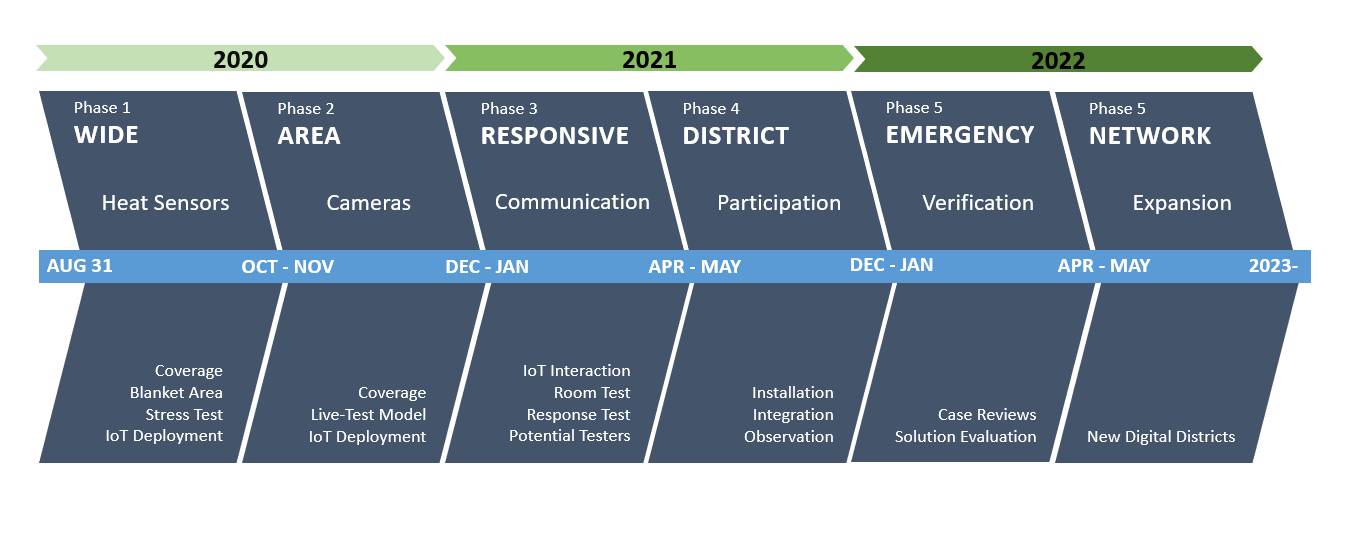 2020
2021
2022
Phase 1
WIDE
Heat Sensors
Phase 2
AREA
Cameras
Phase 3
RESPONSIVE
Communication
Phase 4
DISTRICT
Participation
Phase 5
EMERGENCY
Verification
Phase 5
NETWORK
Expansion
AUG 31
OCT - NOV
DEC - JAN
APR - MAY
DEC - JAN
APR - MAY
2023-
Coverage
Blanket Area
Stress Test
IoT Deployment
Coverage
Live-Test Model
IoT Deployment
IoT Interaction
Room Test
Response Test
Potential Testers
Installation
Integration
Observation
Case Reviews
Solution Evaluation
New Digital Districts